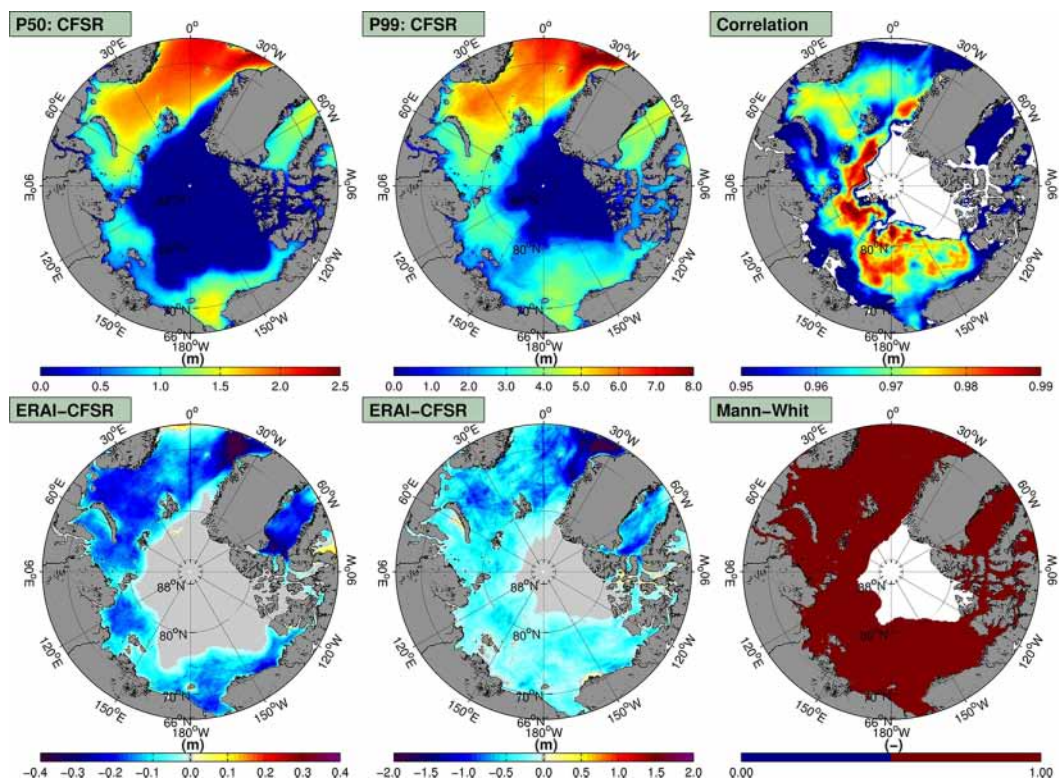 P50: CFSR
P99: CFSR
Correlation
0°
30°W
60°W
90°W
120°W
150°W
180°W
150°E
120°E
90°E
60°E
30°E
80°N
70°N
66°N
0°
30°W
60°W
90°W
120°W
150°W
180°W
150°E
120°E
90°E
60°E
30°E
80°N
70°N
66°N
0°
30°W
60°W
90°W
120°W
150°W
180°W
150°E
120°E
90°E
60°E
30°E
80°N
70°N
66°N
(m)
(m)
(m)
0.0 0.5 1.0 1.5 2.0 2.5
0.0 1.0 2.0 3.0 4.0 5.0 6.0 7.0 8.0
0.95 0.96 0.97 0.98 0.99
ERAI-CFSR
ERAI-CFSR
Mann-Whit
0°
30°W
60°W
90°W
120°W
150°W
180°W
150°E
120°E
90°E
60°E
30°E
88°N
80°N
70°N
66°N
0°
30°W
60°W
90°W
120°W
150°W
180°W
150°E
120°E
90°E
60°E
30°E
88°N
80°N
70°N
66°N
0°
30°W
60°W
90°W
120°W
150°W
180°W
150°E
120°E
90°E
60°E
30°E
88°N
80°N
70°N
66°N
(m)
(m)
(-)
-0.4 -0.3 -0.2 -0.1 0.0 0.1 0.2 0.3 0.4
-2.0 -1.5 -1.0 -0.5 0.0 0.5 1.0 1.5 2.0
0.00 1.00